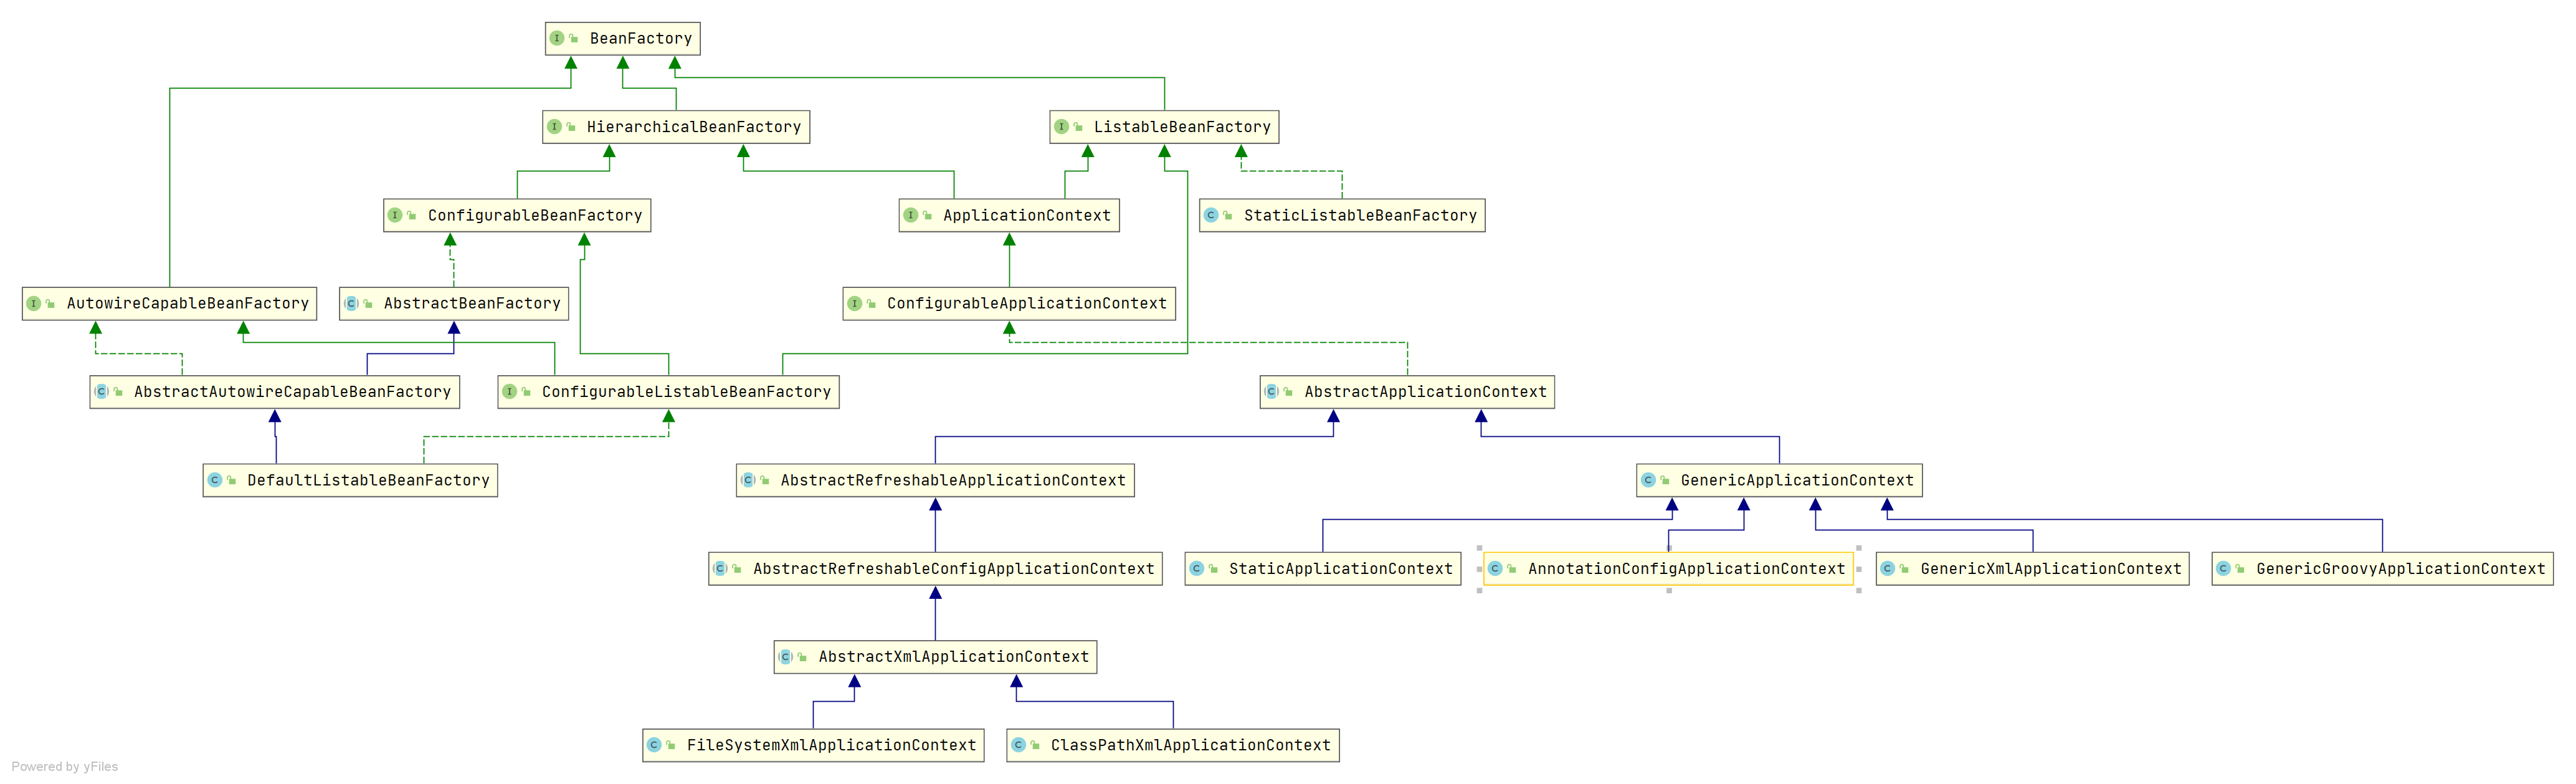 BeanFactory
HierarchicalBeanFactory
ListableBeanFactory
ConfigurableBeanFactory
ApplicationContext
StaticListableBeanFactory
AutowireCapableBeanFactory
AbstractBeanFactory
ConfigurableApplicationContext
AbstractAutowireCapableBeanFactory
ConfigurableListableBeanFactory
AbstractApplicationContext
DefaultListableBeanFactory
AbstractRefreshableApplicationContext
GenericApplicationContext
AbstractRefreshableConfigApplicationContext
StaticApplicationContext
AnnotationConfigApplicationContext
GenericXmlApplicationContext
GenericGroovyApplicationContext
AbstractXmlApplicationContext
FileSystemXmlApplicationContext
ClassPathXmlApplicationContext
Powered by yFiles